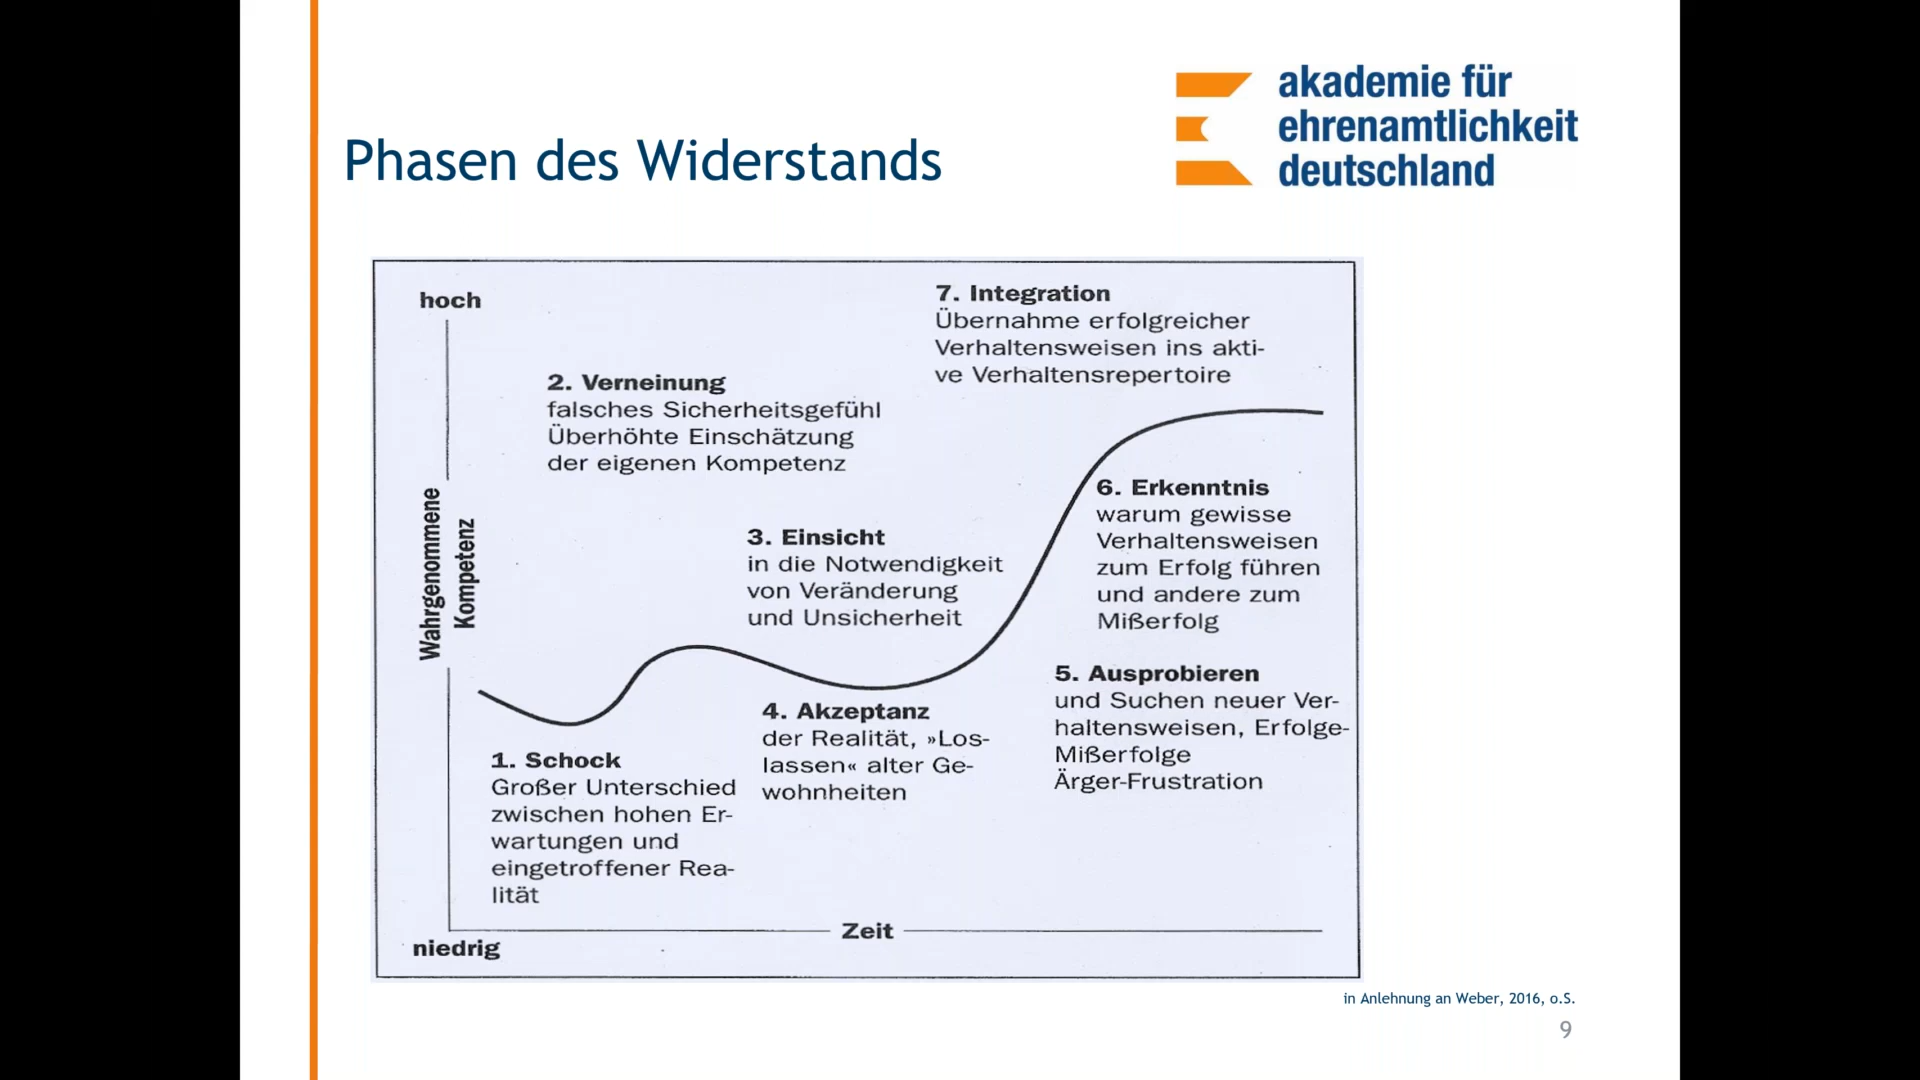 akademie für
ehrenamtlichkeit
deutschland
Phasen des Widerstands
hoch
Wahrgenommene
Kompetenz
niedrig
Zeit
1. Schock
Großer Unterschied
zwischen hohen Er-
wartungen und
eingetroffener Rea-
lität
2. Verneinung
falsches Sicherheitsgefühl
Überhöhte Einschätzung
der eigenen Kompetenz
3. Einsicht
in die Notwendigkeit
von Veränderung
und Unsicherheit
4. Akzeptanz
der Realität, »Los-
lassen« alter Ge-
wohnheiten
5. Ausprobieren
und Suchen neuer Ver-
haltensweisen, Erfolge-
Mißerfolge
Ärger-Frustration
6. Erkenntnis
warum gewisse
Verhaltensweisen
zum Erfolg führen
und andere zum
Mißerfolg
7. Integration
Übernahme erfolgreicher
Verhaltensweisen ins akti-
ve Verhaltensrepertoire
in Anlehnung an Weber, 2016, o.S.
9